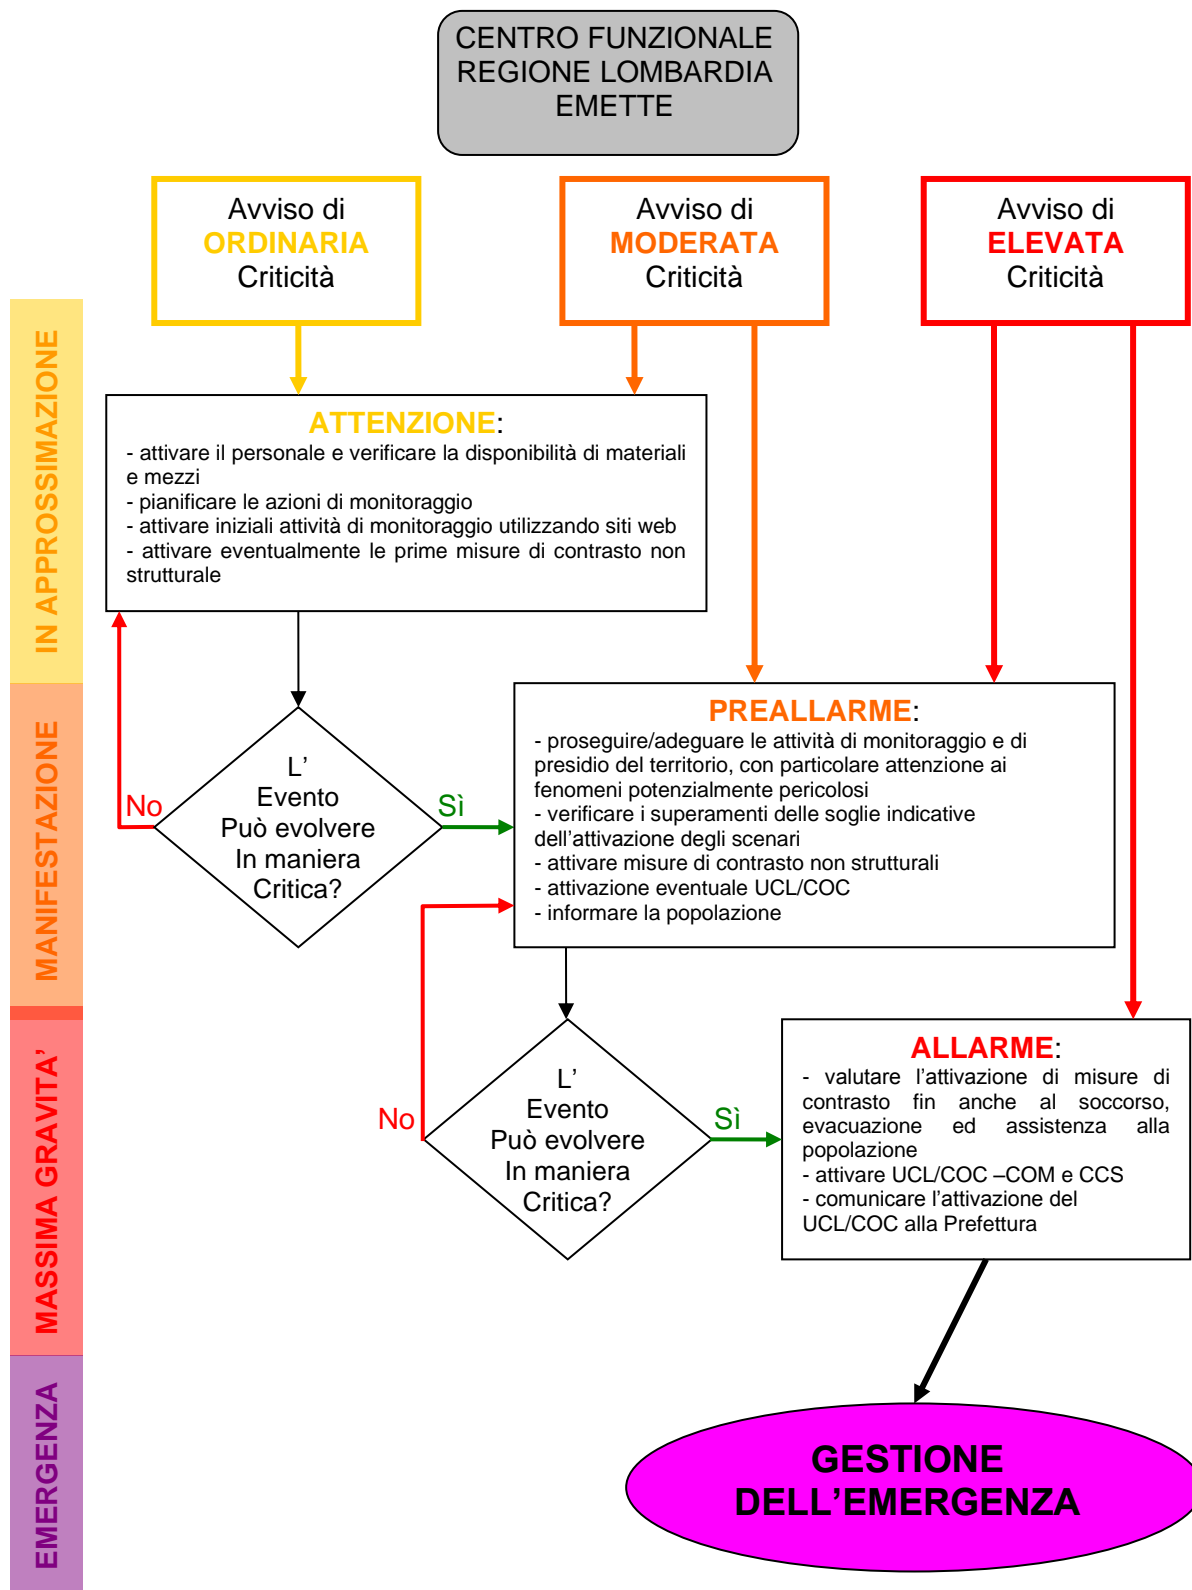 CENTRO FUNZIONALE
REGIONE LOMBARDIA
EMETTE
Avviso di
ORDINARIA
Criticità
Avviso di
MODERATA
Criticità
Avviso di
ELEVATA
Criticità
IN APPROSSIMAZIONE
ATTENZIONE:
- attivare il personale e verificare la disponibilità di materiali
e mezzi
- pianificare le azioni di monitoraggio
- attivare iniziali attività di monitoraggio utilizzando siti web
- attivare eventualmente le prime misure di contrasto non
strutturale
MANIFESTAZIONE
L’
Evento
Può evolvere
In maniera
Critica?
No
Sì
PREALLARME:
- proseguire/adeguare le attività di monitoraggio e di
presidio del territorio, con particolare attenzione ai
fenomeni potenzialmente pericolosi
- verificare i superamenti delle soglie indicative
dell’attivazione degli scenari
- attivare misure di contrasto non strutturali
- attivazione eventuale UCL/COC
- informare la popolazione
MASSIMA GRAVITA’
L’
Evento
Può evolvere
In maniera
Critica?
No
Sì
ALLARME:
- valutare l’attivazione di misure di
contrasto fin anche al soccorso,
evacuazione ed assistenza alla
popolazione
- attivare UCL/COC –COM e CCS
- comunicare l’attivazione del
UCL/COC alla Prefettura
EMERGENZA
GESTIONE
DELL’EMERGENZA